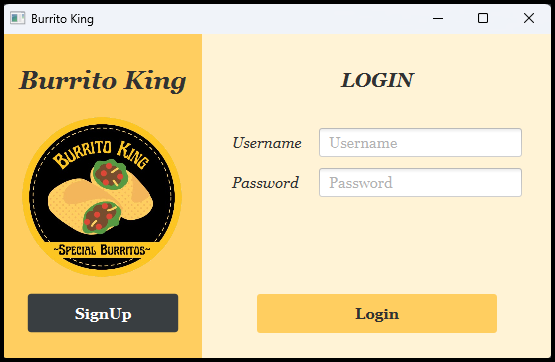 Burrito King
Burrito King
BURRITO KING
~SPECIAL BURRITOS~
SignUp
LOGIN
Username Username
Password Password
Login